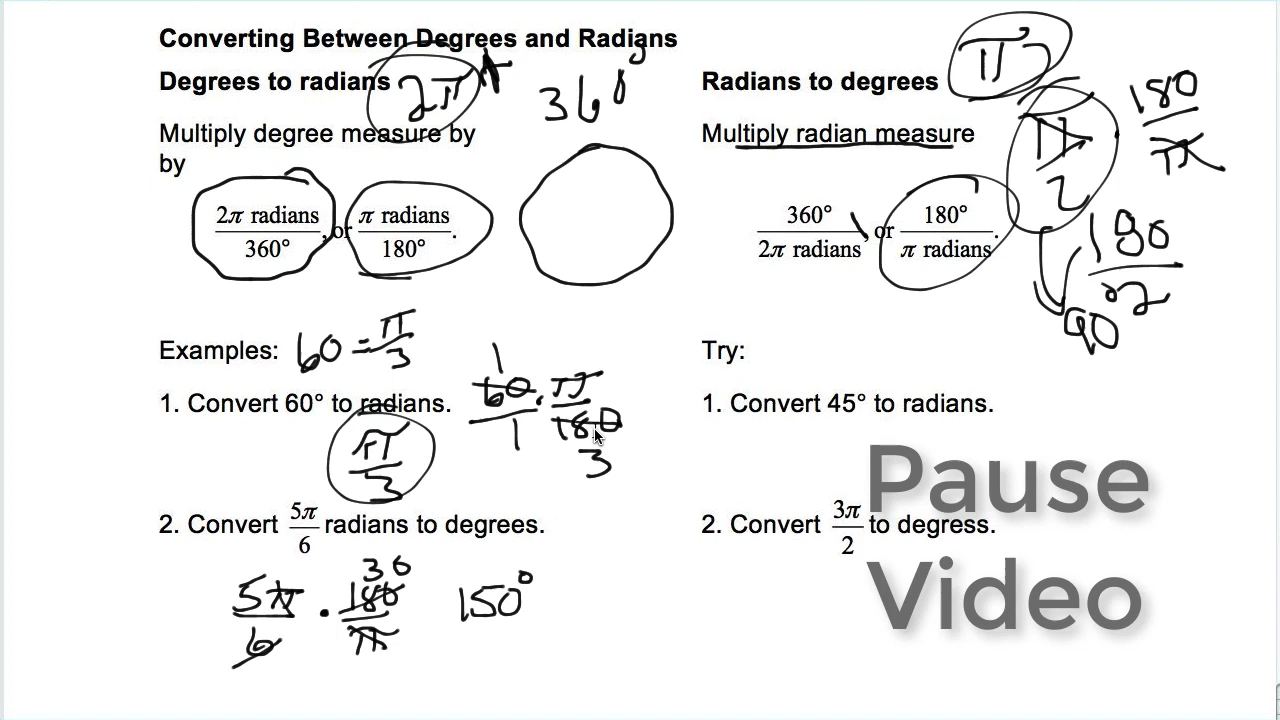 Converting Between Degrees and Radians
Degrees to radians
2π
360°
Multiply degree measure by
by
2π radians / 360°, or π radians / 180°.
Examples: 60 = π/3
1. Convert 60° to radians.
1
60/1 · π/180
3
π/3
2. Convert 5π/6 radians to degrees.
30
5π/6 · 180/π 150°
Radians to degrees
π
Multiply radian measure
π/2
180/π
360° / 2π radians, or 180° / π radians.
180/2
90
Try:
1. Convert 45° to radians.
2. Convert 3π/2 to degress.
Pause
Video